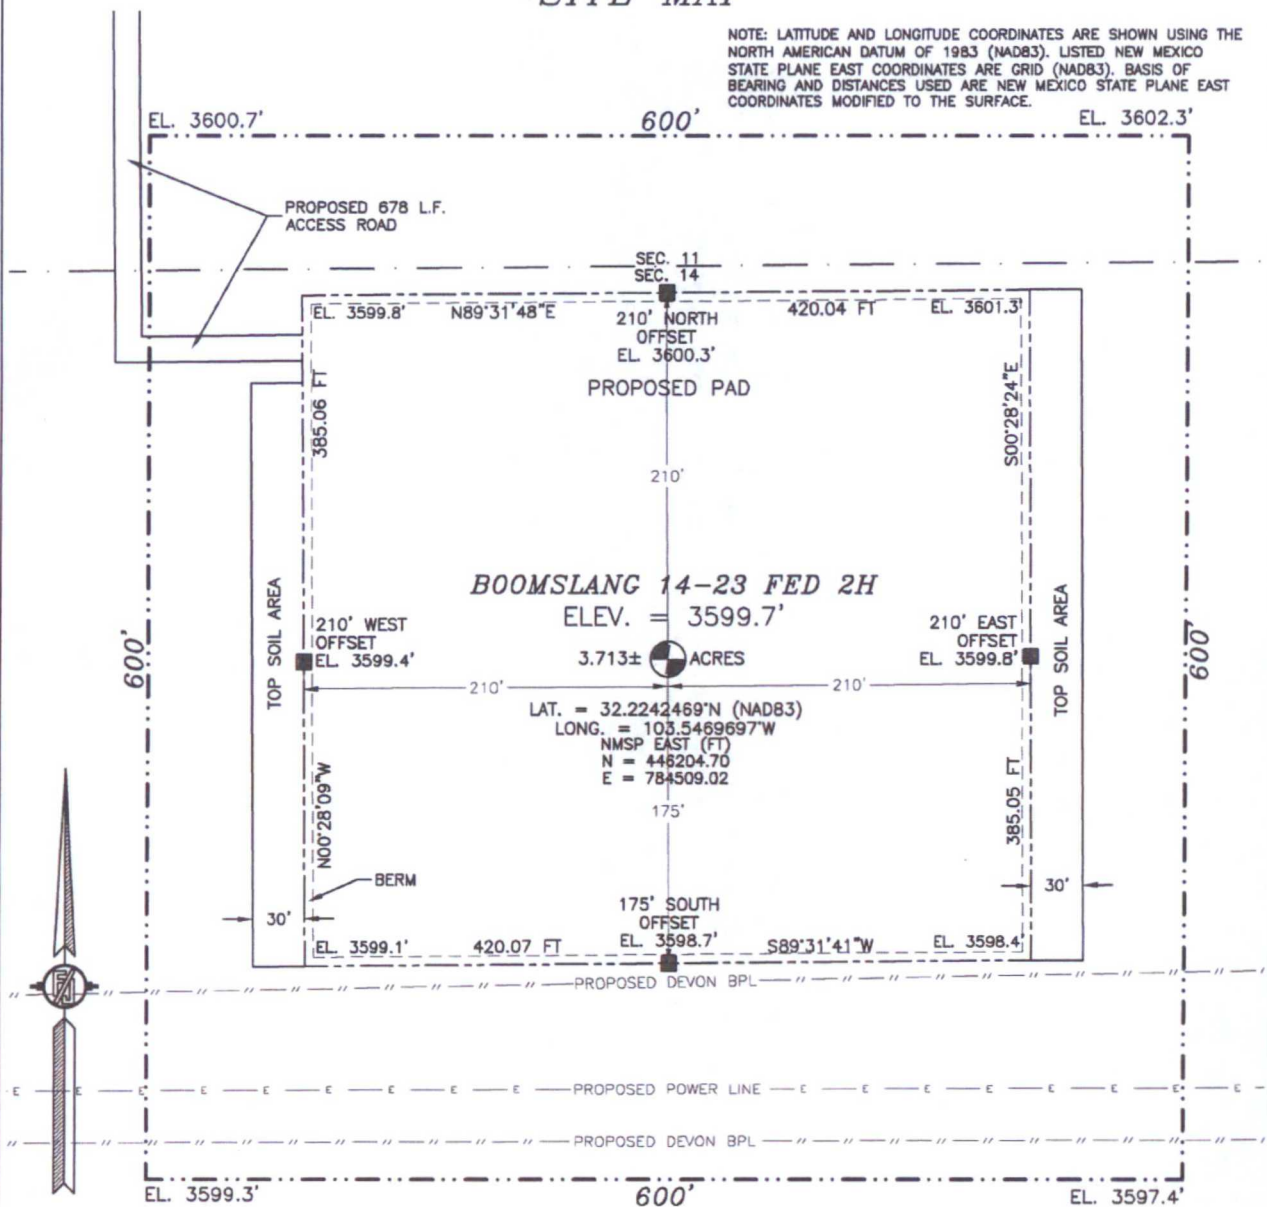 SITE MAP
NOTE: LATITUDE AND LONGITUDE COORDINATES ARE SHOWN USING THE
NORTH AMERICAN DATUM OF 1983 (NAD83). LISTED NEW MEXICO
STATE PLANE EAST COORDINATES ARE GRID (NAD83). BASIS OF
BEARING AND DISTANCES USED ARE NEW MEXICO STATE PLANE EAST
COORDINATES MODIFIED TO THE SURFACE.
EL. 3600.7'
600'
EL. 3602.3'
PROPOSED 678 L.F.
ACCESS ROAD
SEC. 11
SEC. 14
EL. 3599.8'
N89°31'48"E
420.04 FT
EL. 3601.3'
210' NORTH
OFFSET
EL. 3600.3'
PROPOSED PAD
385.06 FT
S00°28'24"E
210'
BOOMSLANG 14-23 FED 2H
ELEV. = 3599.7'
600'
TOP SOIL AREA
210' WEST
OFFSET
EL. 3599.4'
3.713± ACRES
210' EAST
OFFSET
EL. 3599.8'
TOP SOIL AREA
600'
210'
210'
LAT. = 32.2242469°N (NAD83)
LONG. = 103.5469697°W
NMSP EAST (FT)
N = 446204.70
E = 784509.02
175'
N00°28'09"W
385.05 FT
BERM
30'
30'
175' SOUTH
OFFSET
EL. 3598.7'
EL. 3599.1'
420.07 FT
S89°31'41"W
EL. 3598.4'
PROPOSED DEVON BPL
E E E E E E E E PROPOSED POWER LINE E E E E E E E E
PROPOSED DEVON BPL
EL. 3599.3'
600'
EL. 3597.4'